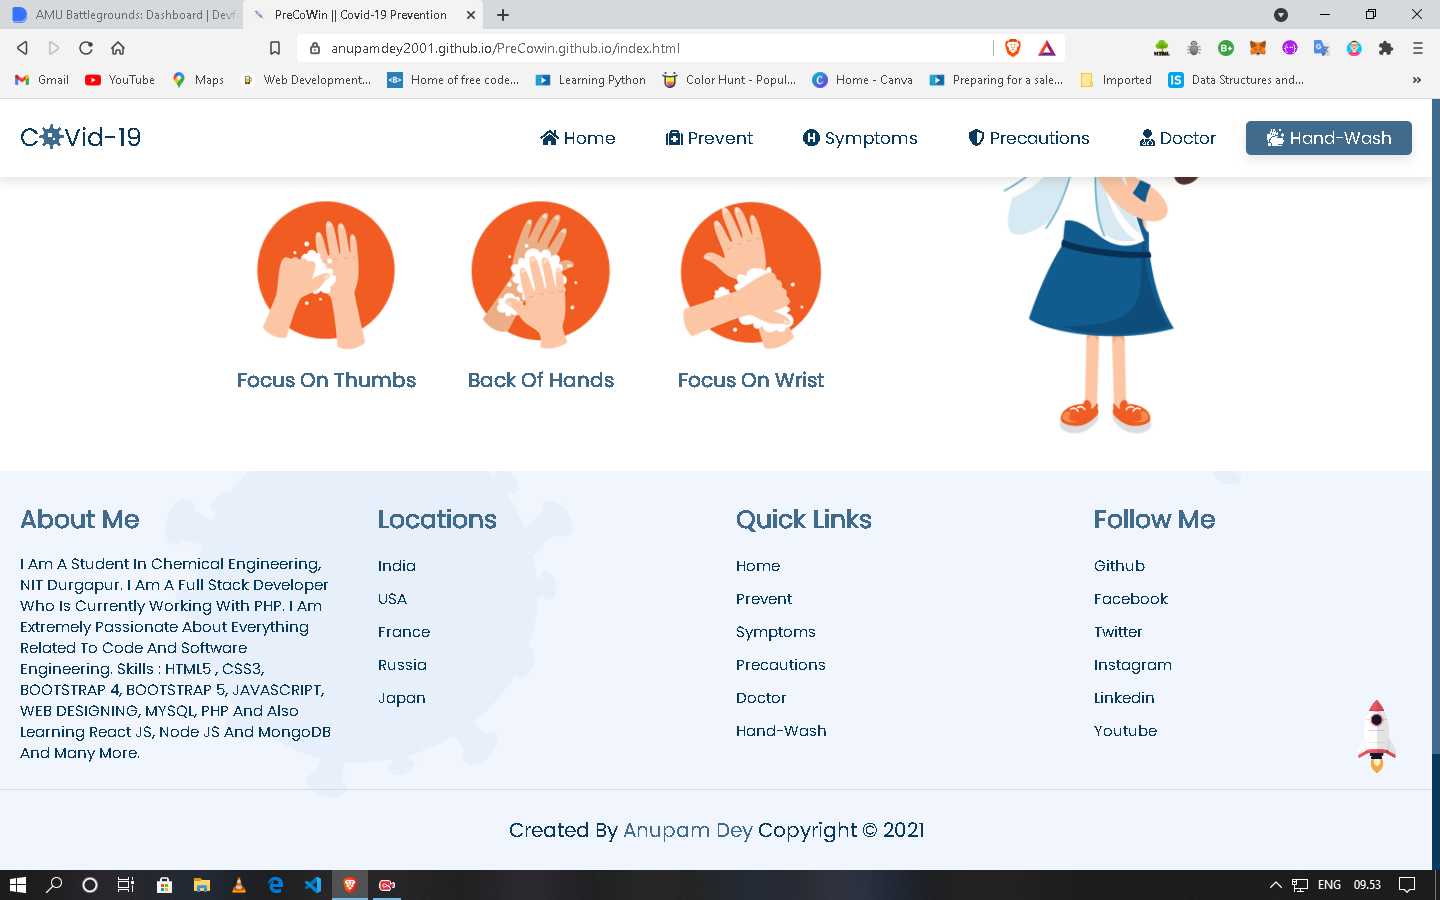 AMU Battlegrounds: Dashboard | Devf
PreCoWin || Covid-19 Prevention
anupamdey2001.github.io/PreCowin.github.io/index.html
Gmail YouTube Maps Web Development... Home of free code... Learning Python Color Hunt - Popul... Home - Canva Preparing for a sale... Imported Data Structures and... »
C Vid-19 Home Prevent Symptoms Precautions Doctor Hand-Wash
Focus On Thumbs Back Of Hands Focus On Wrist
About Me
I Am A Student In Chemical Engineering,
NIT Durgapur. I Am A Full Stack Developer
Who Is Currently Working With PHP. I Am
Extremely Passionate About Everything
Related To Code And Software
Engineering. Skills : HTML5 , CSS3,
BOOTSTRAP 4, BOOTSTRAP 5, JAVASCRIPT,
WEB DESIGNING, MYSQL, PHP And Also
Learning React JS, Node JS And MongoDB
And Many More.
Locations
India
USA
France
Russia
Japan
Quick Links
Home
Prevent
Symptoms
Precautions
Doctor
Hand-Wash
Follow Me
Github
Facebook
Twitter
Instagram
Linkedin
Youtube
Created By Anupam Dey Copyright © 2021
ENG 09.53